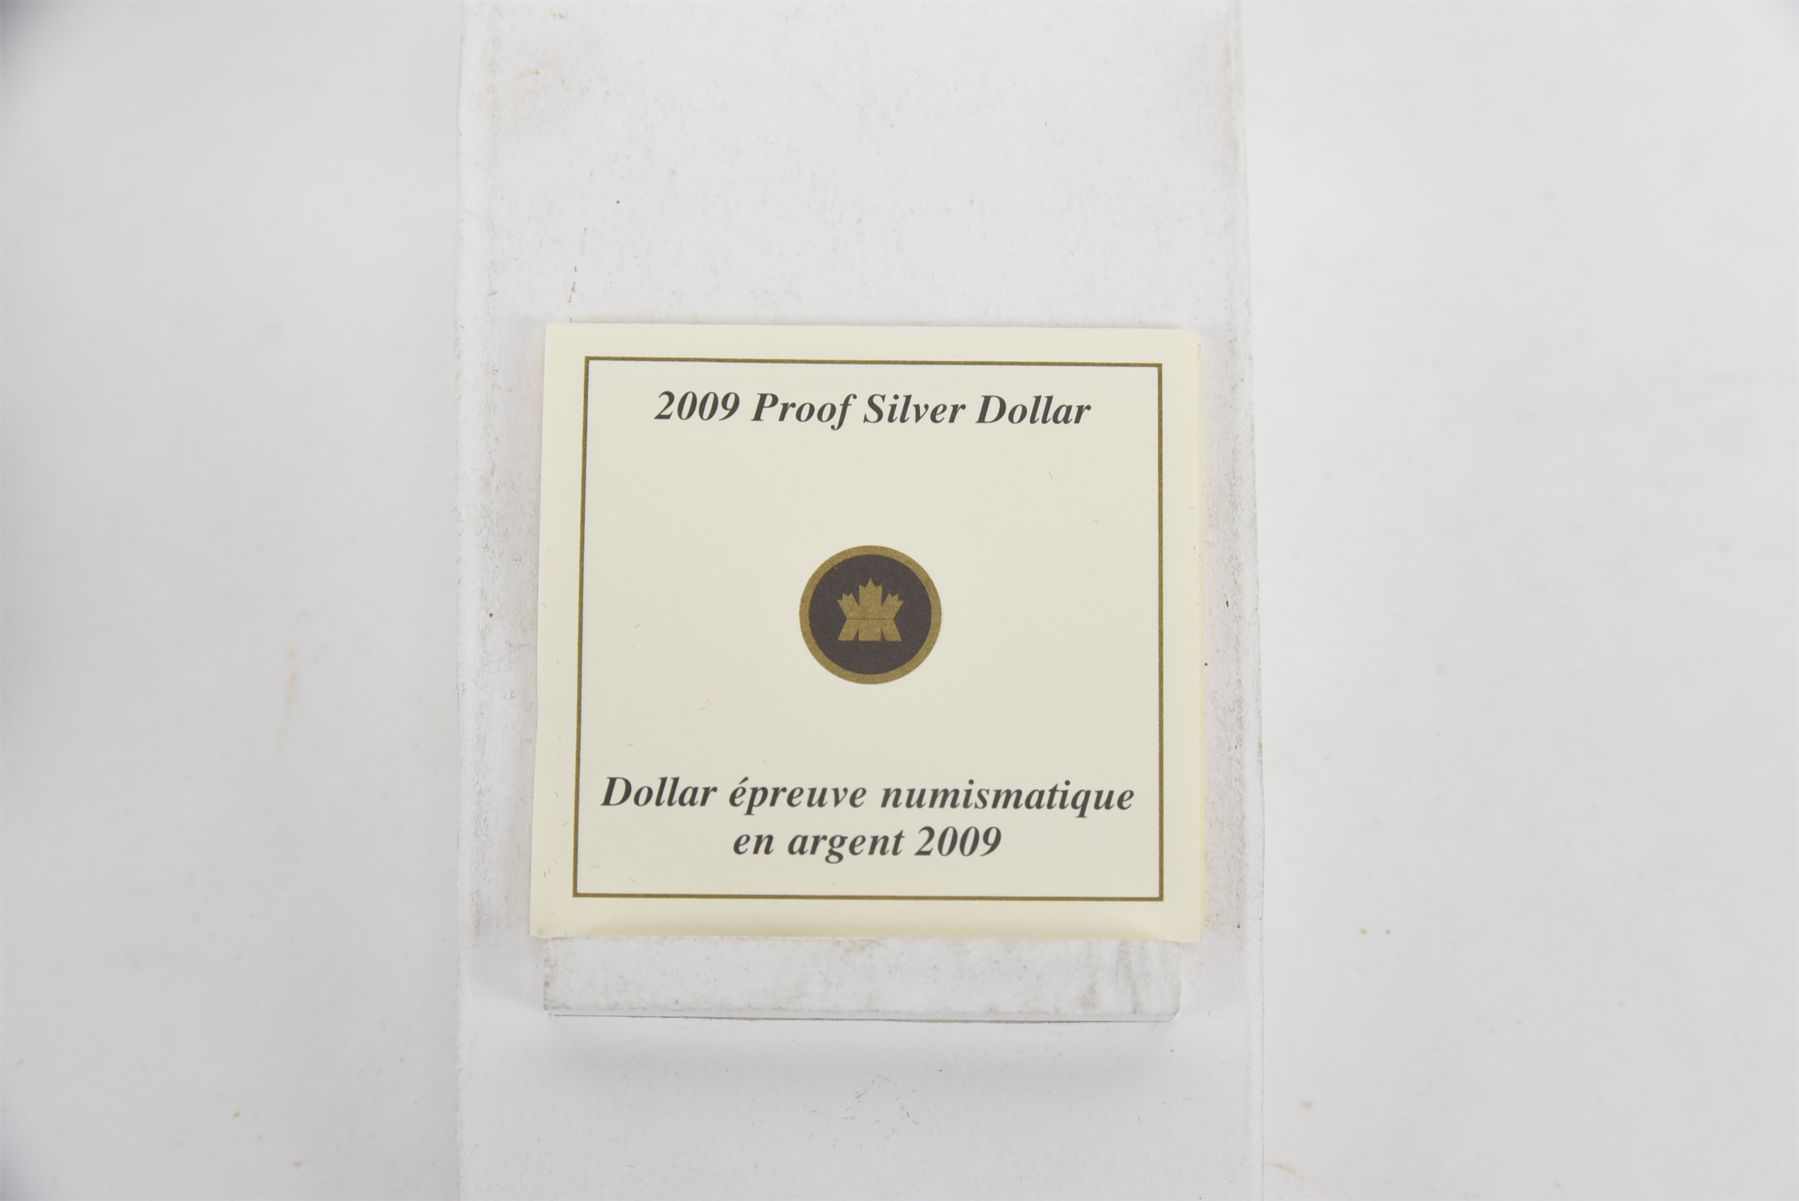 2009 Proof Silver Dollar
Dollar épreuve numismatique
en argent 2009